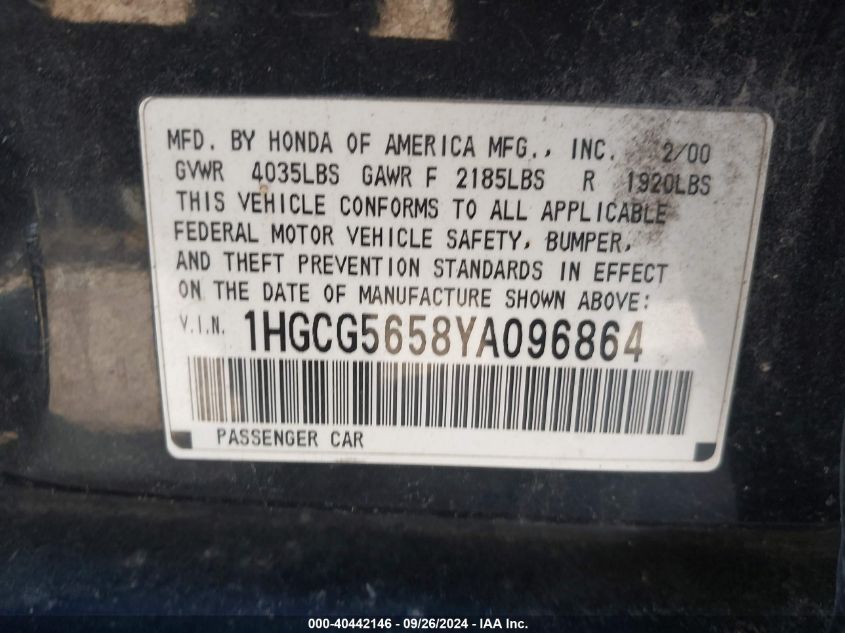 MFD. BY HONDA OF AMERICA MFG., INC. 2/00
GVWR 4035LBS GAWR F 2185LBS R 1920LBS
THIS VEHICLE CONFORMS TO ALL APPLICABLE
FEDERAL MOTOR VEHICLE SAFETY, BUMPER,
AND THEFT PREVENTION STANDARDS IN EFFECT
ON THE DATE OF MANUFACTURE SHOWN ABOVE:
V.I.N. 1HGCG5658YA096864
PASSENGER CAR
000-40442146 - 09/26/2024 - Copyright © 2024 IAA, Inc.